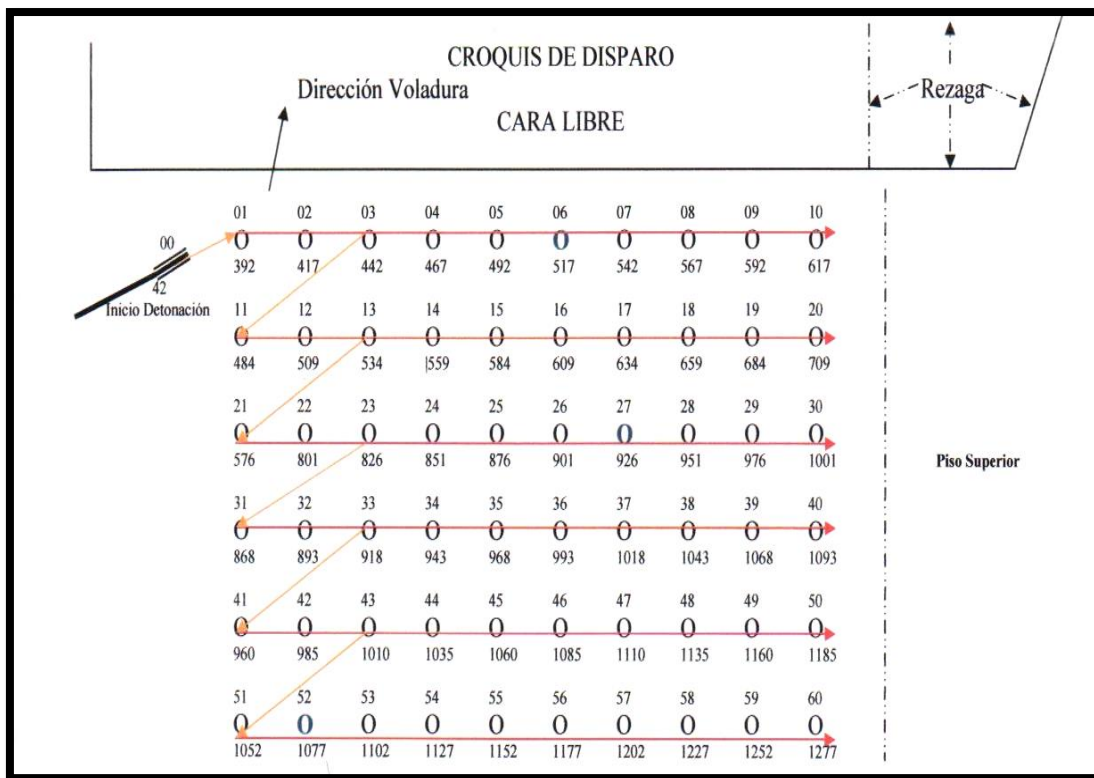 CROQUIS DE DISPARO
Dirección Voladura
Rezaga
CARA LIBRE
01 02 03 04 05 06 07 08 09 10
00
O O O O O O O O O O
392 417 442 467 492 517 542 567 592 617
42
Inicio Detonación
11 12 13 14 15 16 17 18 19 20
O O O O O O O O O O
484 509 534 |559 584 609 634 659 684 709
21 22 23 24 25 26 27 28 29 30
O O O O O O O O O O
576 801 826 851 876 901 926 951 976 1001
Piso Superior
31 32 33 34 35 36 37 38 39 40
O O O O O O O O O O
868 893 918 943 968 993 1018 1043 1068 1093
41 42 43 44 45 46 47 48 49 50
O O O O O O O O O O
960 985 1010 1035 1060 1085 1110 1135 1160 1185
51 52 53 54 55 56 57 58 59 60
O O O O O O O O O O
1052 1077 1102 1127 1152 1177 1202 1227 1252 1277